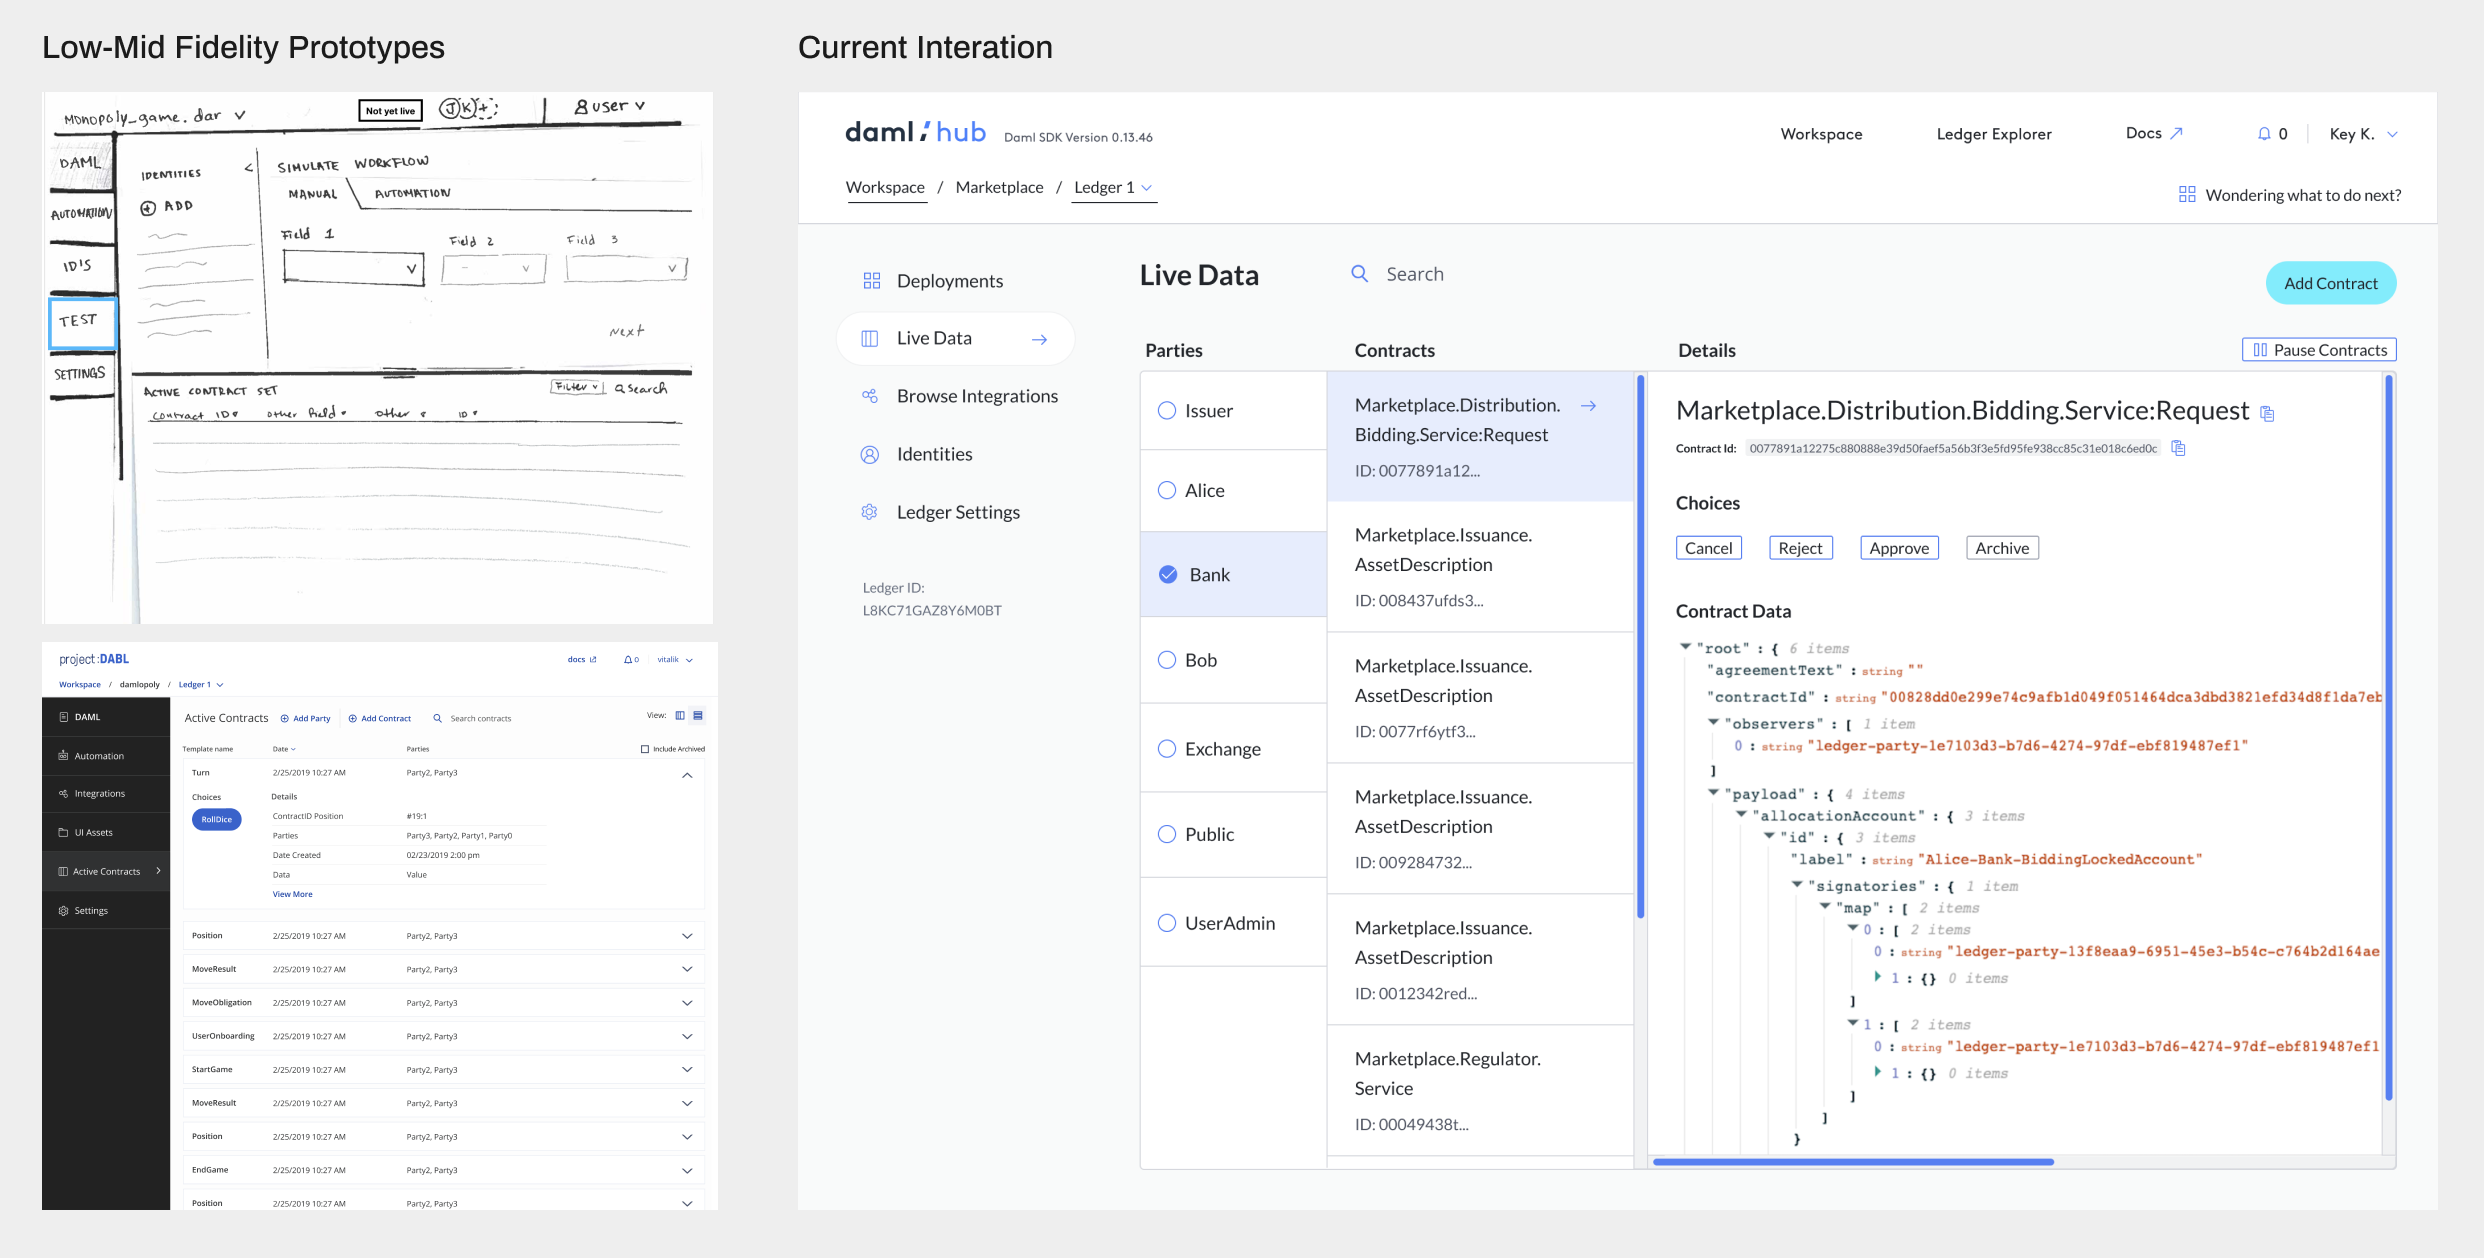 Low-Mid Fidelity Prototypes
Monopoly_game.dar
Not yet live
J K +
user
DAML
AUTOMATION
ID'S
TEST
SETTINGS
IDENTITIES
ADD
SIMULATE WORKFLOW
MANUAL
AUTOMATION
Field 1
Field 2
Field 3
Next
ACTIVE CONTRACT SET
Filter
Search
Contract ID
other field
other
ID
project:DABL
docs
0
vitalik
Workspace / damlopoly / Ledger 1
DAML
Automation
Integrations
UI Assets
Active Contracts
Settings
Active Contracts
Add Party
Add Contract
Search contracts
View:
Template name
Date
Parties
Include Archived
Turn 2/25/2019 10:27 AM Party2, Party3
Choices
RollDice
Details
ContractID Position #19:1
Parties Party3, Party2, Party1, Party0
Date Created 02/23/2019 2:00 pm
Data Value
View More
Position 2/25/2019 10:27 AM Party2, Party3
MoveResult 2/25/2019 10:27 AM Party2, Party3
MoveObligation 2/25/2019 10:27 AM Party2, Party3
UserOnboarding 2/25/2019 10:27 AM Party2, Party3
StartGame 2/25/2019 10:27 AM Party2, Party3
MoveResult 2/25/2019 10:27 AM Party2, Party3
Position 2/25/2019 10:27 AM Party2, Party3
EndGame 2/25/2019 10:27 AM Party2, Party3
Position 2/25/2019 10:27 AM Party2, Party3
Current Interation
daml hub
Daml SDK Version 0.13.46
Workspace
Ledger Explorer
Docs
0
Key K.
Workspace / Marketplace / Ledger 1
Wondering what to do next?
Deployments
Live Data
Browse Integrations
Identities
Ledger Settings
Ledger ID:
L8KC71GAZ8Y6M0BT
Live Data
Search
Add Contract
Parties
Issuer
Alice
Bank
Bob
Exchange
Public
UserAdmin
Contracts
Marketplace.Distribution.
Bidding.Service:Request
ID: 0077891a12...
Marketplace.Issuance.
AssetDescription
ID: 008437ufds3...
Marketplace.Issuance.
AssetDescription
ID: 0077rf6ytf3...
Marketplace.Issuance.
AssetDescription
ID: 009284732...
Marketplace.Issuance.
AssetDescription
ID: 0012342red...
Marketplace.Regulator.
Service
ID: 00049438t...
Details
Pause Contracts
Marketplace.Distribution.Bidding.Service:Request
Contract Id: 0077891a12275c880888e39d50faef5a56b3f3e5fd95fe938cc85c31e018c6ed0c
Choices
Cancel
Reject
Approve
Archive
Contract Data
"root" : { 6 items
"agreementText" : string ""
"contractId" : string "00828dd0e299e74c9afb1d049f051464dca3dbd3821efd34d8f1da7eb
"observers" : [ 1 item
0 : string "ledger-party-1e7103d3-b7d6-4274-97df-ebf819487ef1"
]
"payload" : { 4 items
"allocationAccount" : { 3 items
"id" : { 3 items
"label" : string "Alice-Bank-BiddingLockedAccount"
"signatories" : { 1 item
"map" : [ 2 items
0 : [ 2 items
0 : string "ledger-party-13f8eaa9-6951-45e3-b54c-c764b2d164ae
1 : {} 0 items
]
1 : [ 2 items
0 : string "ledger-party-1e7103d3-b7d6-4274-97df-ebf819487ef1
1 : {} 0 items
]
]
}